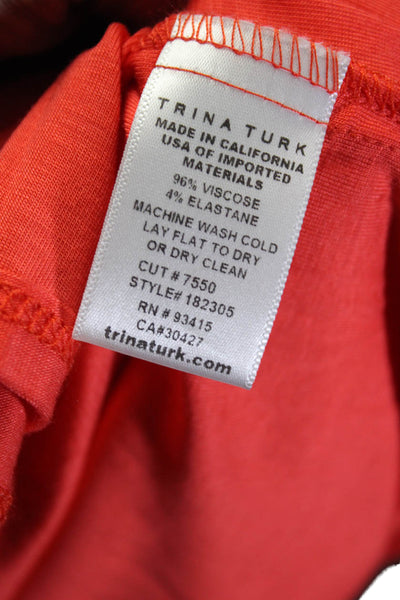 TRINA TURK
MADE IN CALIFORNIA
USA OF IMPORTED
MATERIALS
96% VISCOSE
4% ELASTANE
MACHINE WASH COLD
LAY FLAT TO DRY
OR DRY CLEAN
CUT # 7550
STYLE# 182305
RN # 93415
CA#30427
trinaturk.com